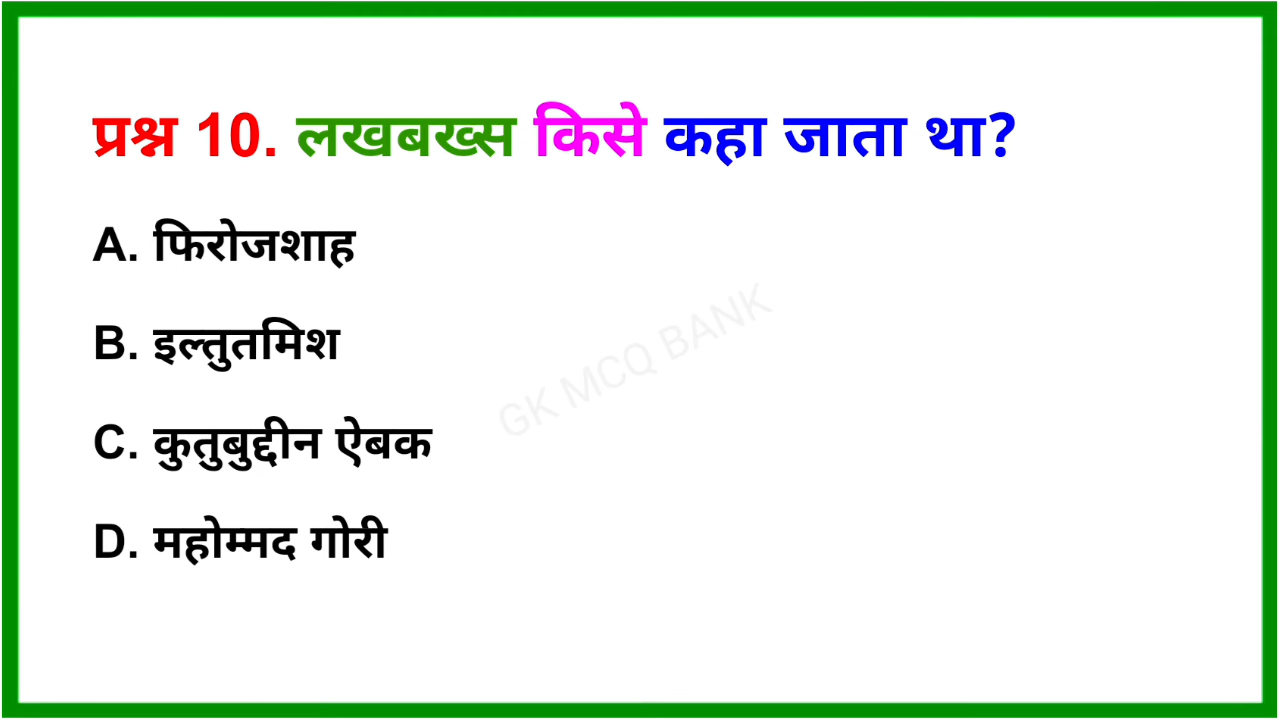 प्रश्न 10. लखबख्स किसे कहा जाता था?
A. फिरोजशाह
B. इल्तुतमिश
GK MCQ BANK
C. कुतुबुद्दीन ऐबक
D. महोम्मद गोरी